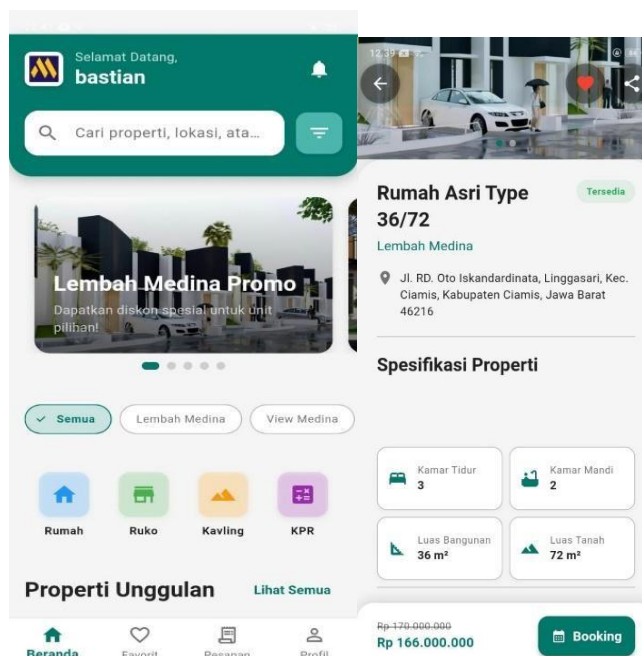 Selamat Datang,
bastian
Cari properti, lokasi, ata...
Lembah Medina Promo
Dapatkan diskon spesial untuk unit
pilihan!
Semua
Lembah Medina
View Medina
Rumah
Ruko
Kavling
KPR
Properti Unggulan
Lihat Semua
Beranda
Favorit
Pesanan
Profil
12.39
Rumah Asri Type
36/72
Tersedia
Lembah Medina
Jl. RD. Oto Iskandardinata, Linggasari, Kec.
Ciamis, Kabupaten Ciamis, Jawa Barat
46216
Spesifikasi Properti
Kamar Tidur
3
Kamar Mandi
2
Luas Bangunan
36 m²
Luas Tanah
72 m²
Rp 170.000.000
Rp 166.000.000
Booking